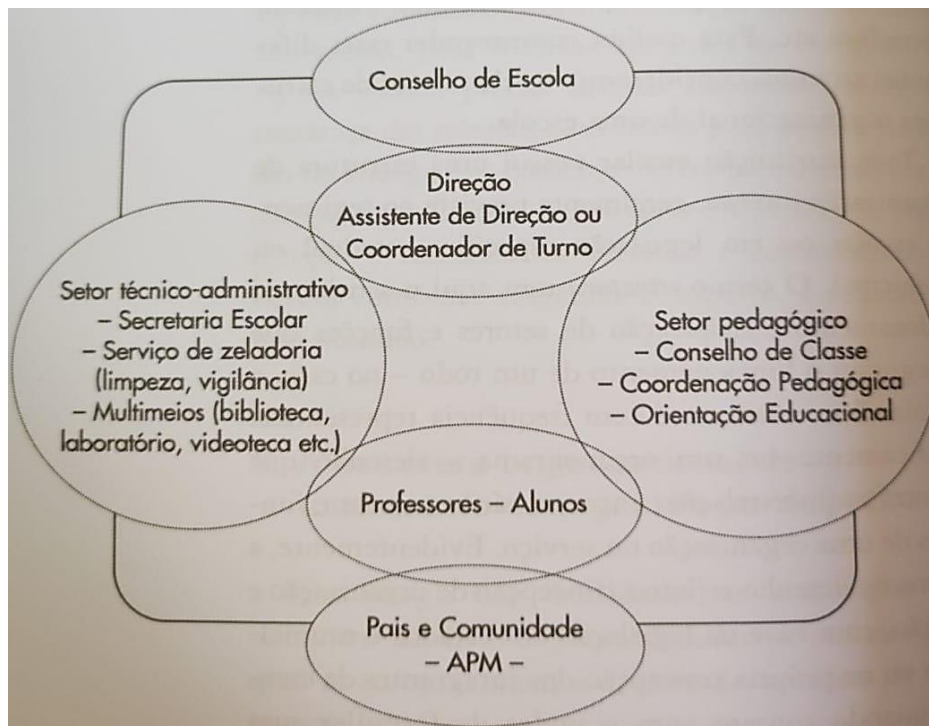 Conselho de Escola
Direção
Assistente de Direção ou
Coordenador de Turno
Setor técnico-administrativo
– Secretaria Escolar
– Serviço de zeladoria
(limpeza, vigilância)
– Multimeios (biblioteca,
laboratório, videoteca etc.)
Setor pedagógico
– Conselho de Classe
– Coordenação Pedagógica
– Orientação Educacional
Professores – Alunos
Pais e Comunidade
– APM –